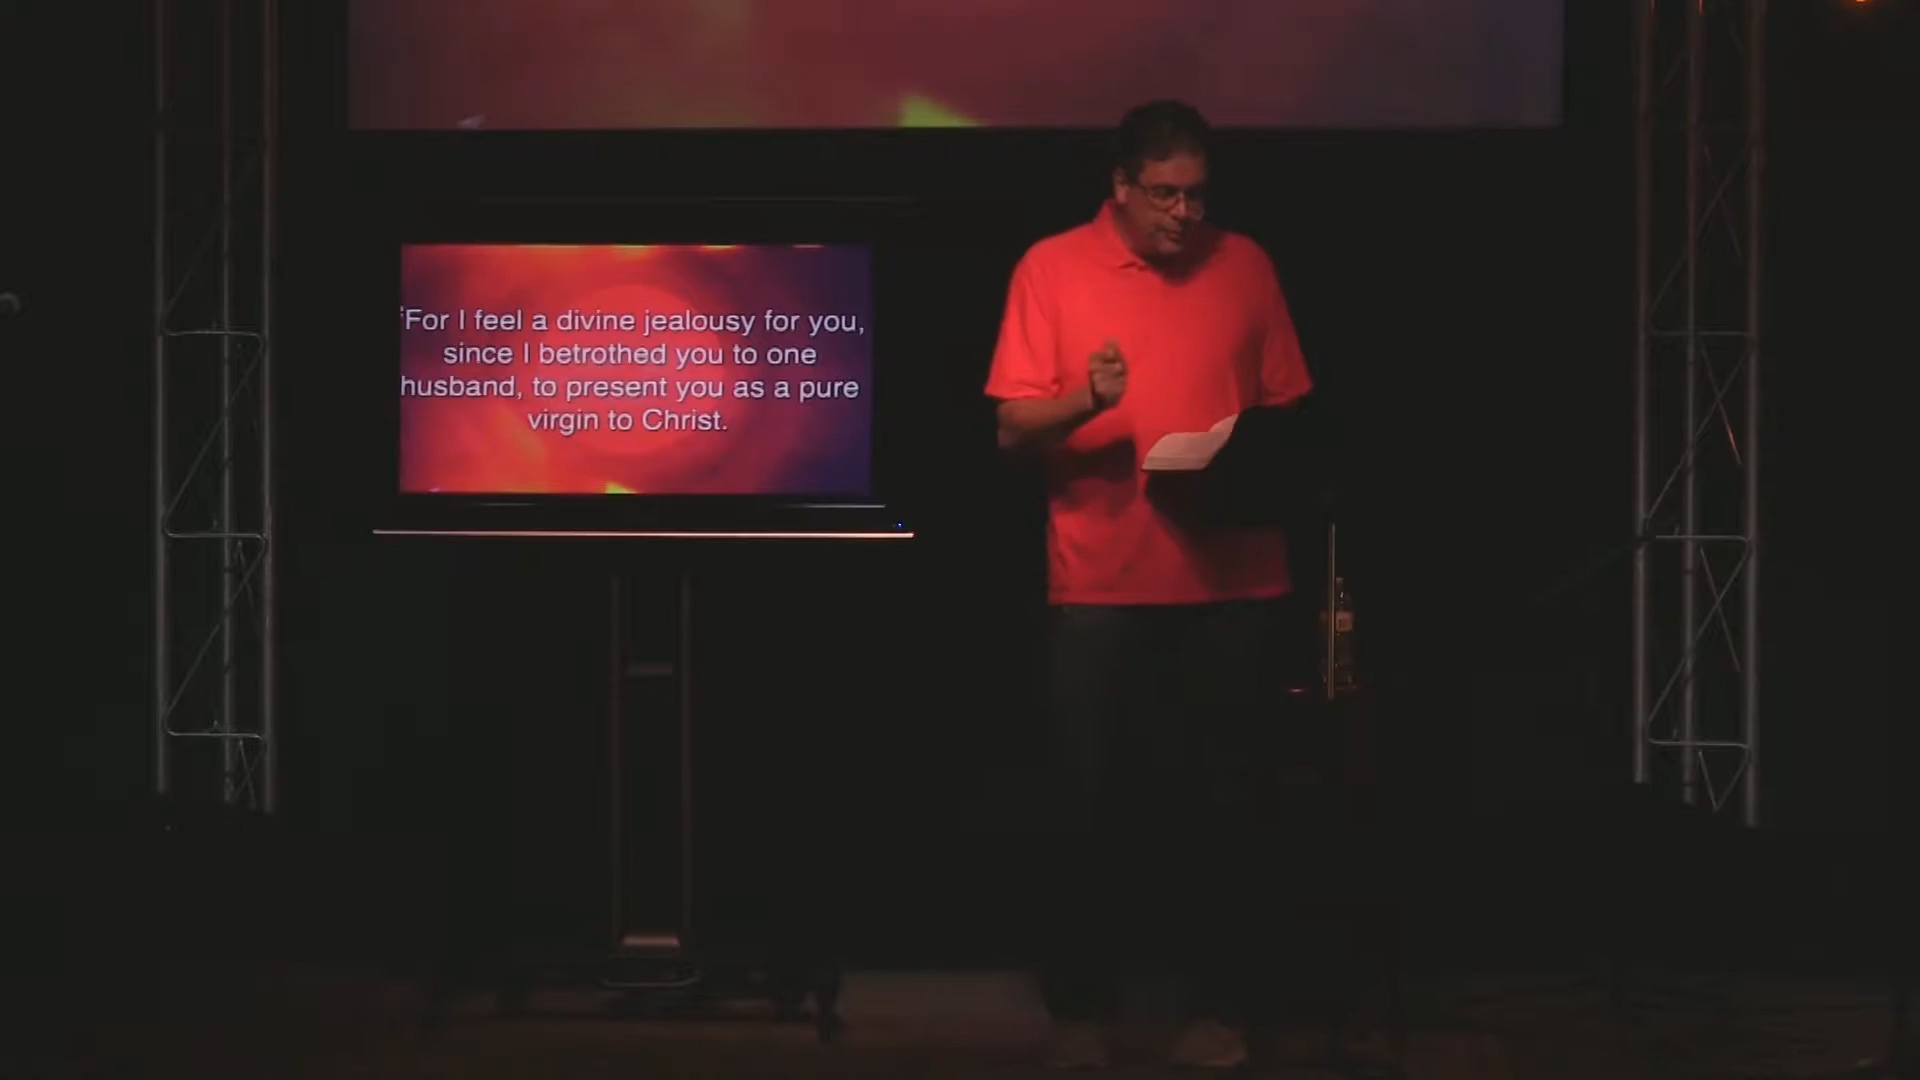 "For I feel a divine jealousy for you,
since I betrothed you to one
husband, to present you as a pure
virgin to Christ.